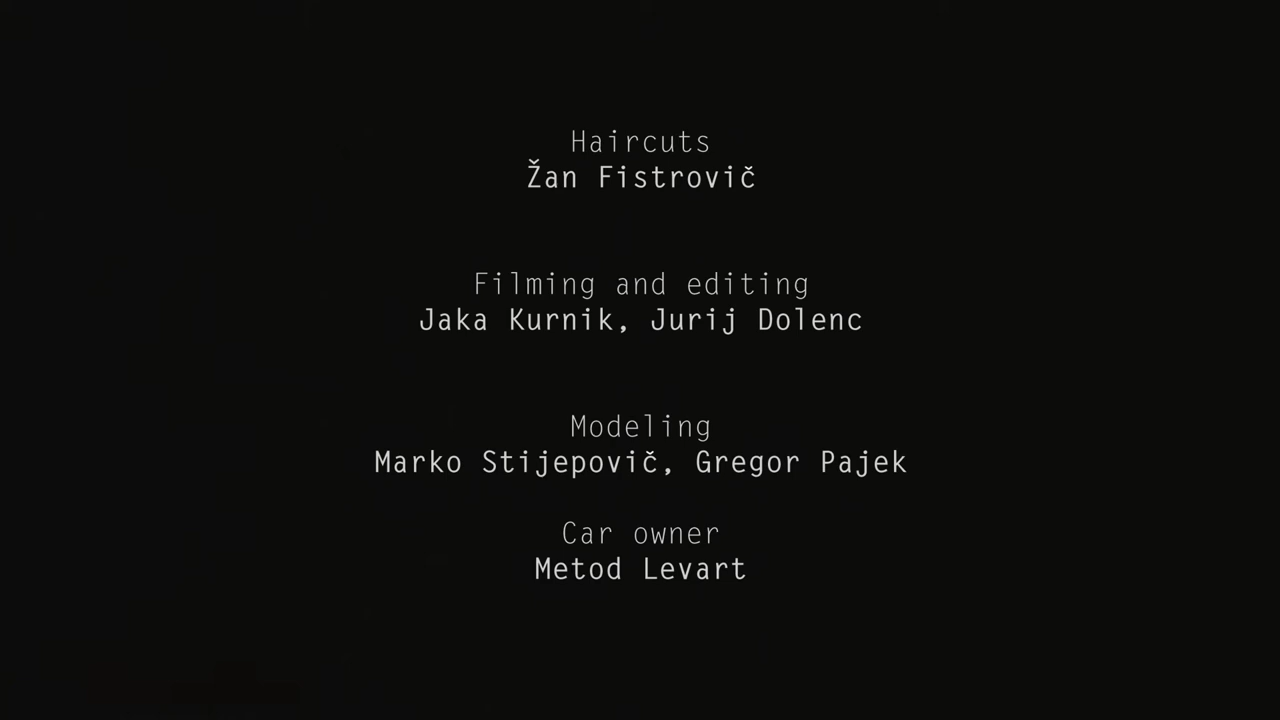 Haircuts
Žan Fistrovič
Filming and editing
Jaka Kurnik, Jurij Dolenc
Modeling
Marko Stijepovič, Gregor Pajek
Car owner
Metod Levart